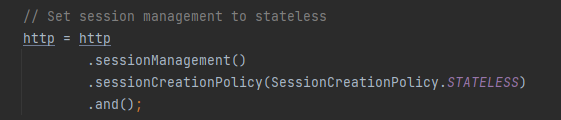 // Set session management to stateless
http = http
.sessionManagement()
.sessionCreationPolicy(SessionCreationPolicy.STATELESS)
.and();